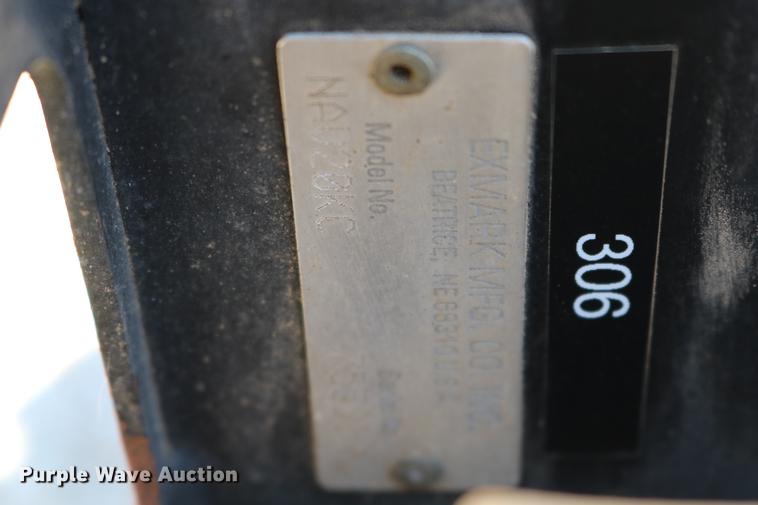 EXMARK MFG. CO. INC.
BEATRICE, NE 68310 U.S.A.
Model No.
306
Purple Wave Auction